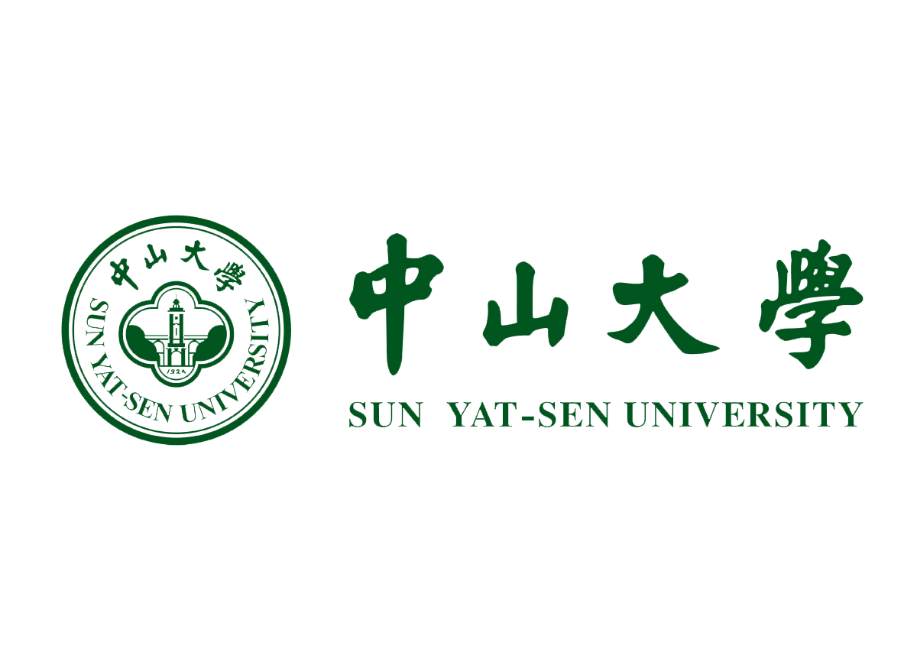 中山大學
SUN YAT-SEN UNIVERSITY
1924
中山大學
SUN YAT-SEN UNIVERSITY